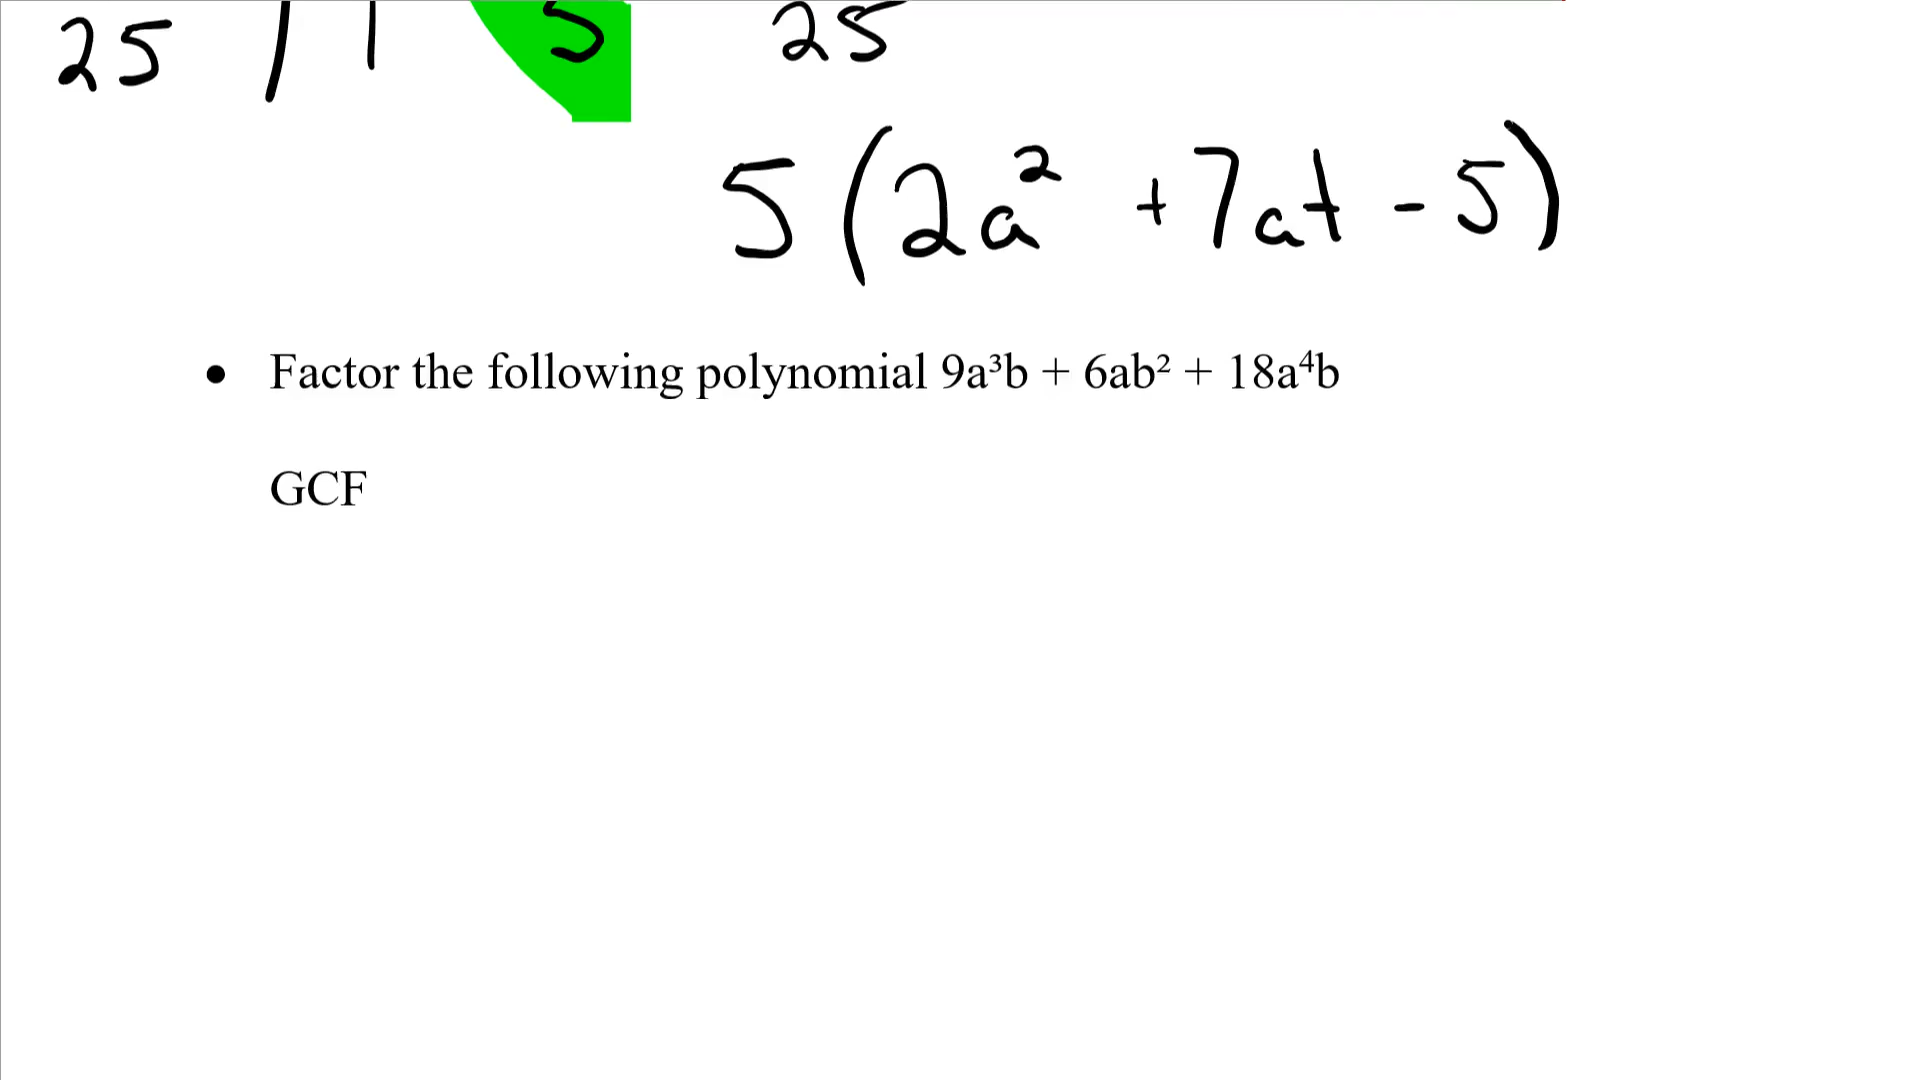 25 / 1 5 25
5(2a² +7at - 5)
• Factor the following polynomial 9a³b + 6ab² + 18a⁴b
GCF